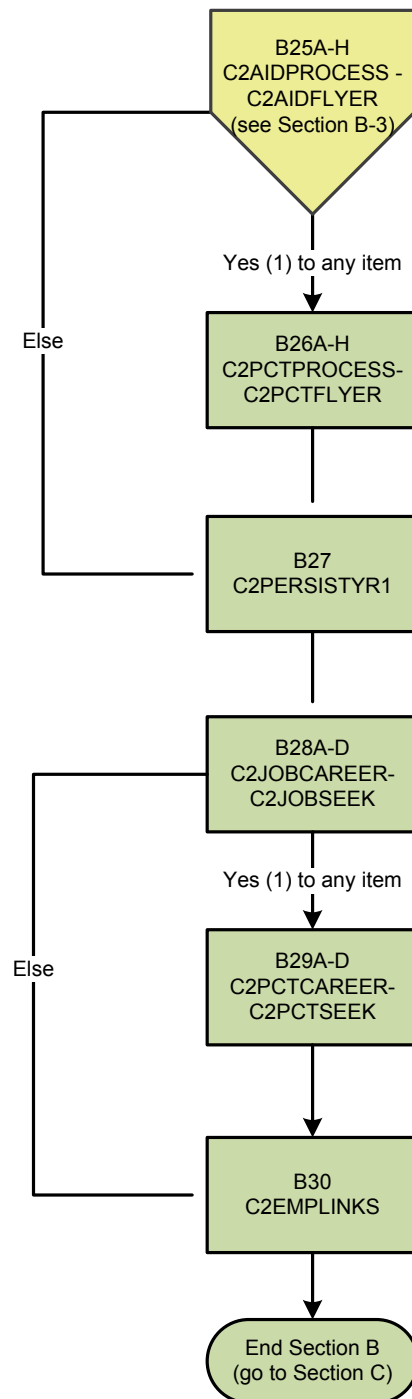 B25A-H
C2AIDPROCESS -
C2AIDFLYER
(see Section B-3)
Yes (1) to any item
Else
B26A-H
C2PCTPROCESS-
C2PCTFLYER
B27
C2PERSISTYR1
B28A-D
C2JOBCAREER-
C2JOBSEEK
Yes (1) to any item
Else
B29A-D
C2PCTCAREER-
C2PCTSEEK
B30
C2EMPLINKS
End Section B
(go to Section C)